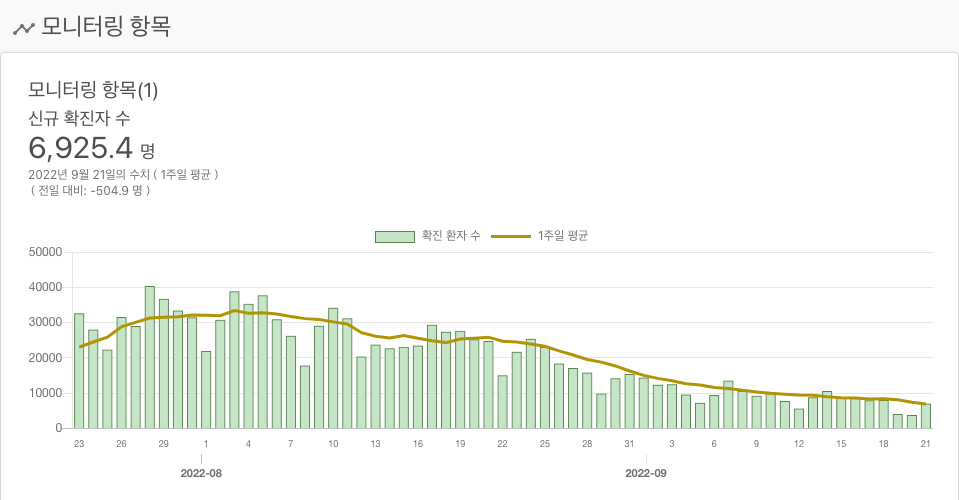 모니터링 항목
모니터링 항목(1)
신규 확진자 수
6,925.4 명
2022년 9월 21일의 수치 ( 1주일 평균 )
( 전일 대비: -504.9 명 )
확진 환자 수 1주일 평균
50000
40000
30000
20000
10000
0
23 26 29 1 4 7 10 13 16 19 22 25 28 31 3 6 9 12 15 18 21
2022-08 2022-09